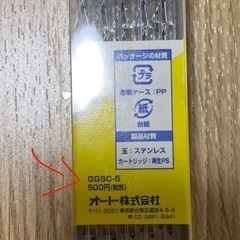 パッケージの材質
プラ
透明ケース：PP
紙
台紙
製品材質
玉：ステンレス
カートリッジ：再生PS
GGSC-5
500円(税別)
オート株式会社